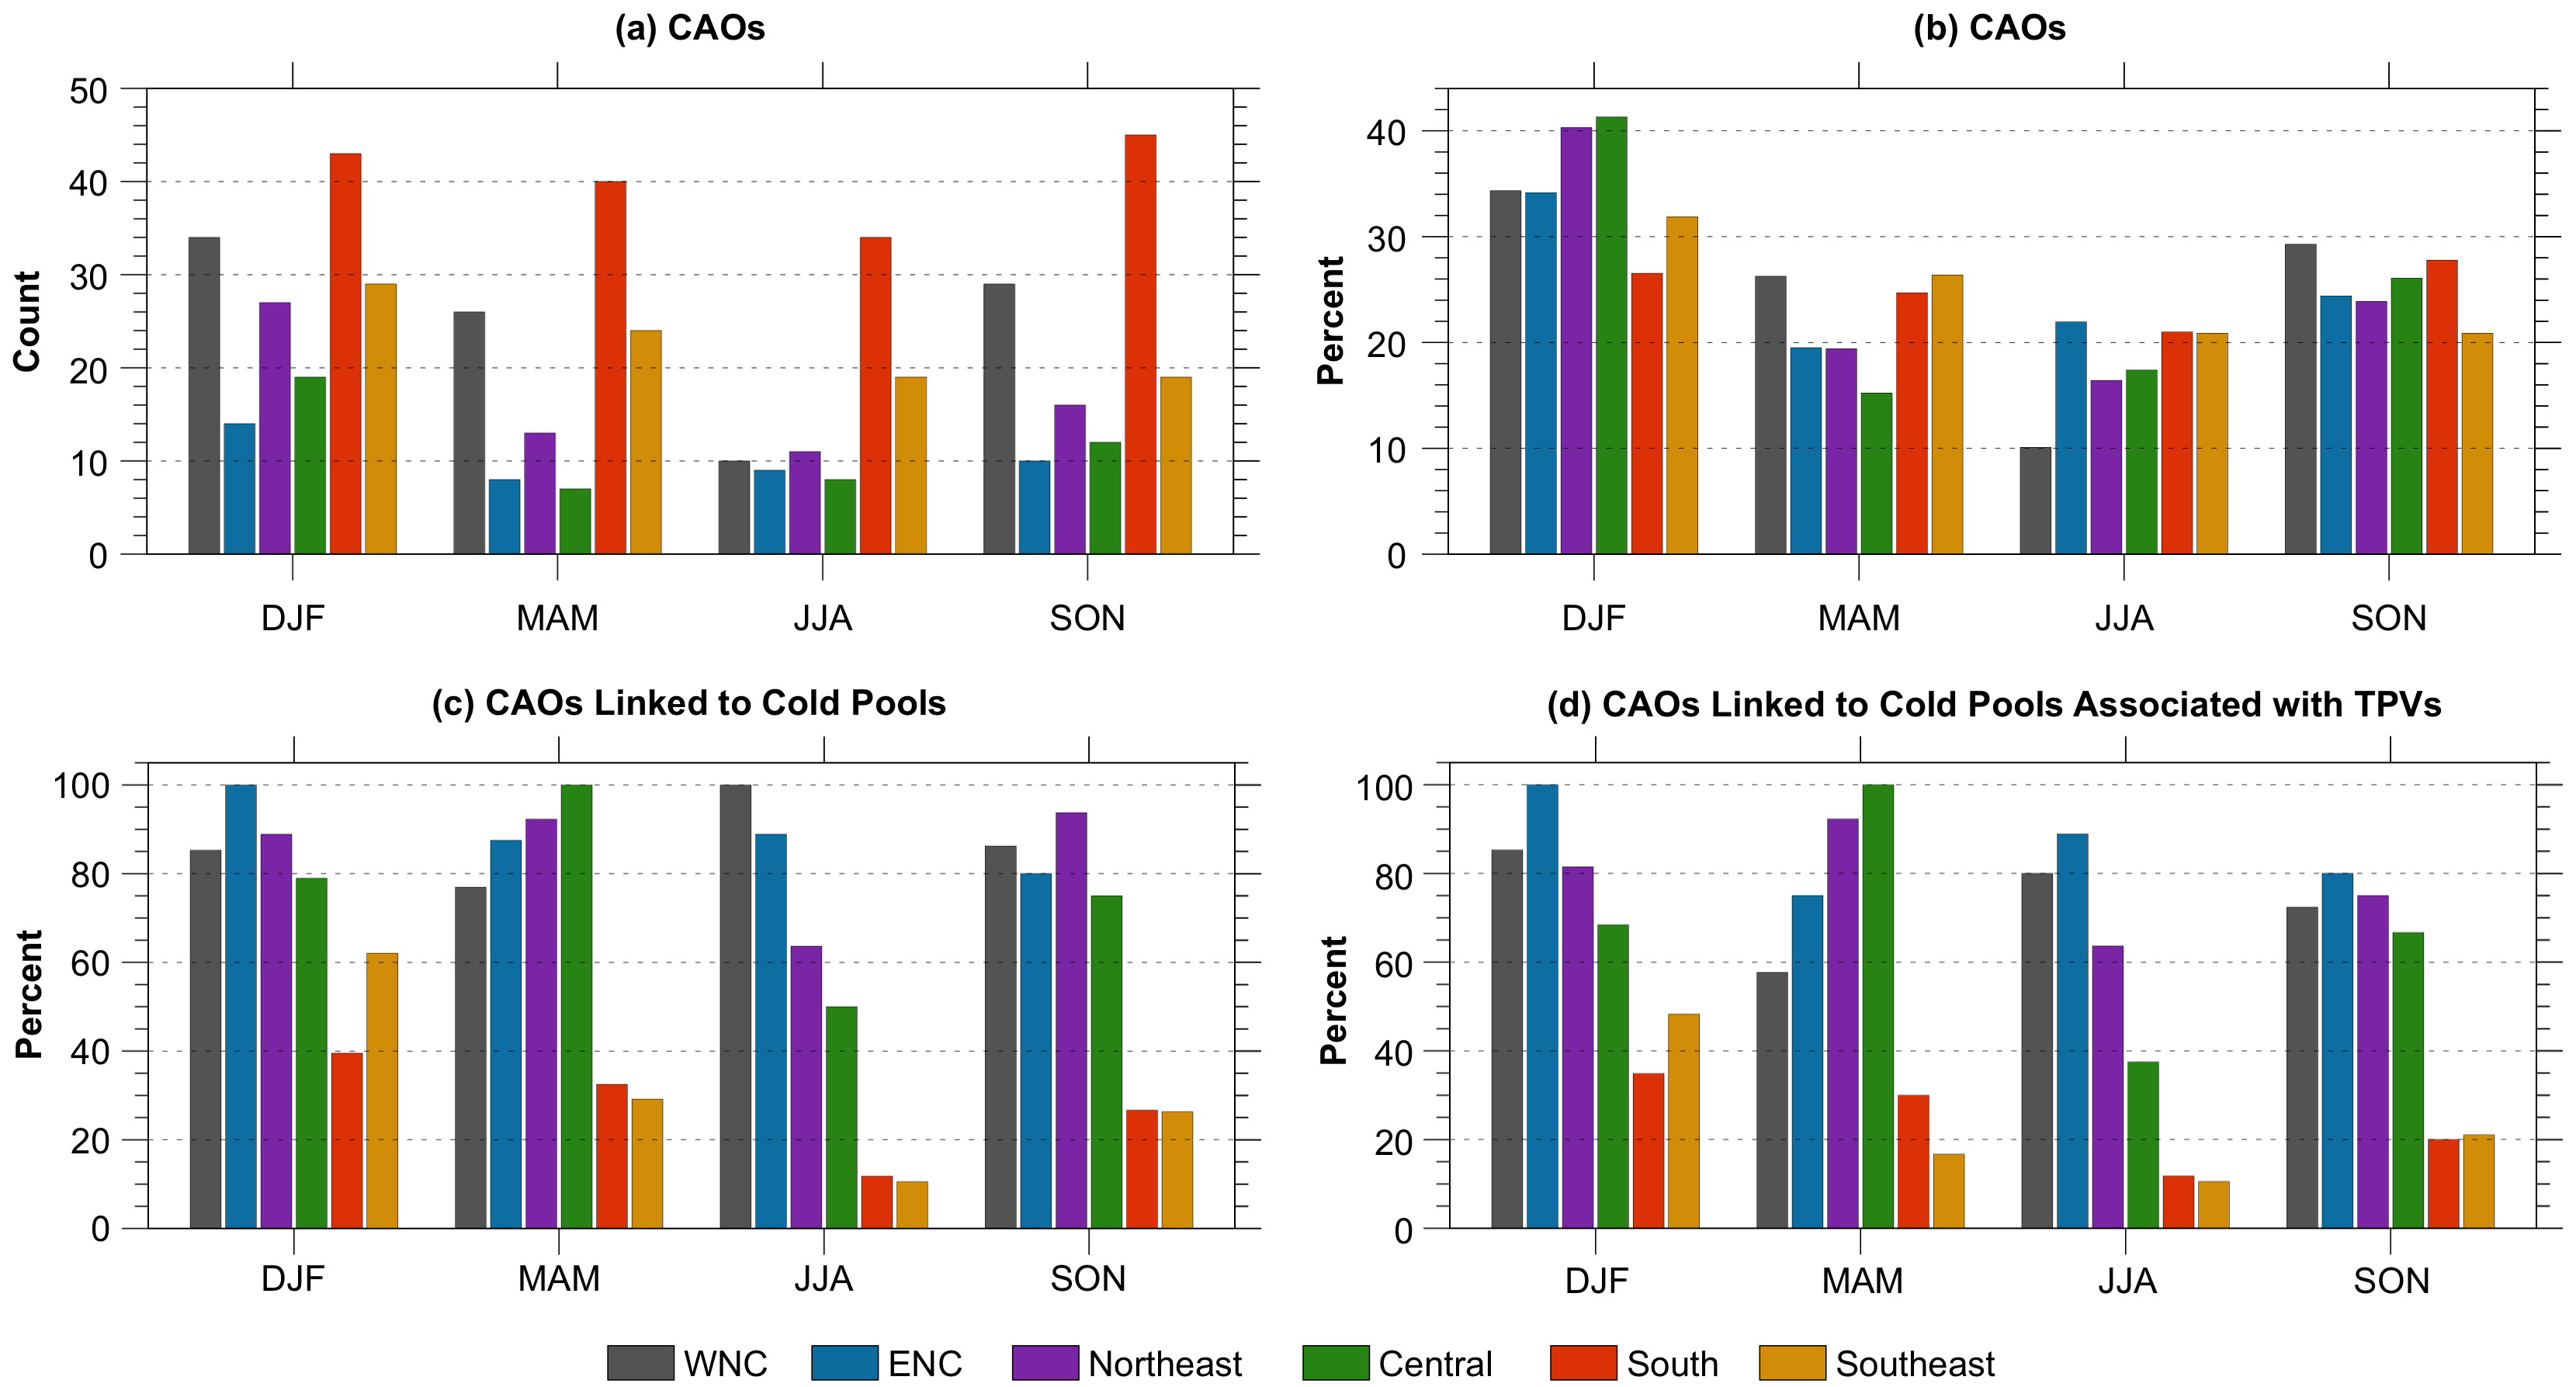 (a) CAOs
Count
50
40
30
20
10
0
DJF MAM JJA SON
(b) CAOs
Percent
40
30
20
10
0
DJF MAM JJA SON
(c) CAOs Linked to Cold Pools
Percent
100
80
60
40
20
0
DJF MAM JJA SON
(d) CAOs Linked to Cold Pools Associated with TPVs
Percent
100
80
60
40
20
0
DJF MAM JJA SON
WNC ENC Northeast Central South Southeast